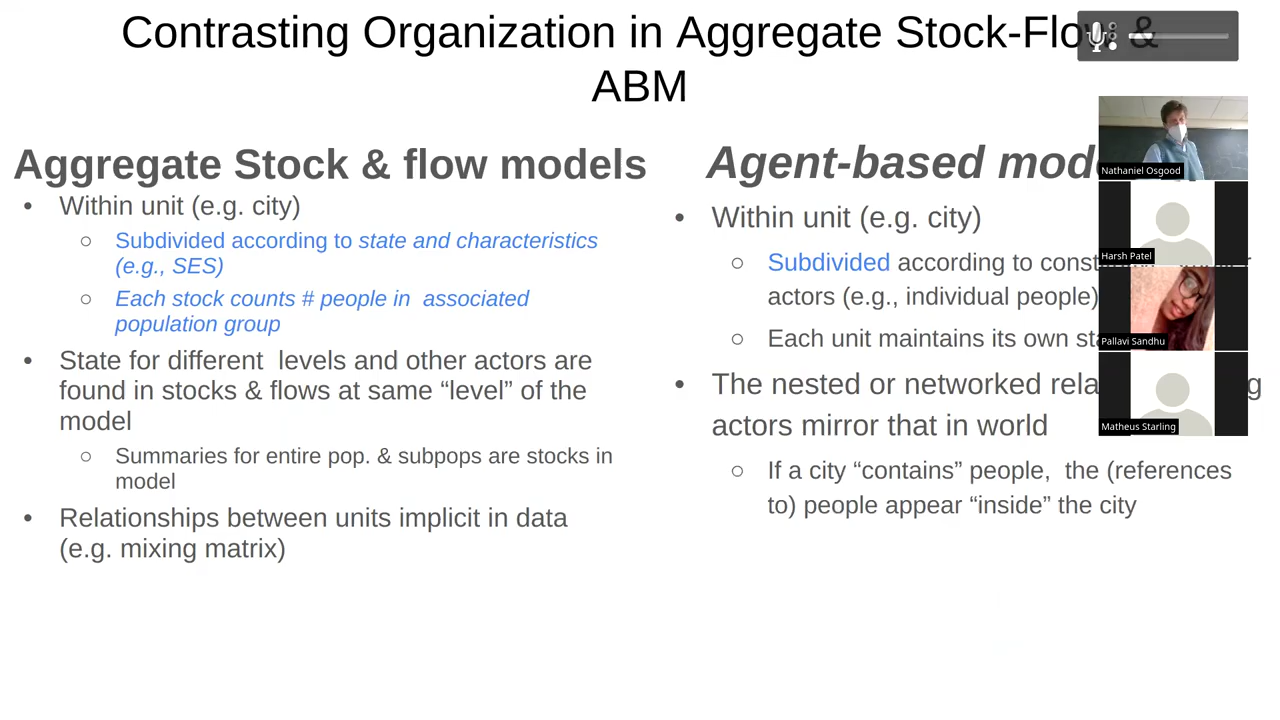 Contrasting Organization in Aggregate Stock-Flow &
ABM
Aggregate Stock & flow models
• Within unit (e.g. city)
○ Subdivided according to state and characteristics
(e.g., SES)
○ Each stock counts # people in  associated
population group
• State for different  levels and other actors are
found in stocks & flows at same “level” of the
model
○ Summaries for entire pop. & subpops are stocks in
model
• Relationships between units implicit in data
(e.g. mixing matrix)
Agent-based
• Within unit (e.g. city)
○ Subdivided according to
actors (e.g., individual people)
○ Each unit maintains its own
• The nested or networked
actors mirror that in world
○ If a city “contains” people,  the (references
to) people appear “inside” the city
Nathaniel Osgood
Harsh Patel
Pallavi Sandhu
Matheus Starling